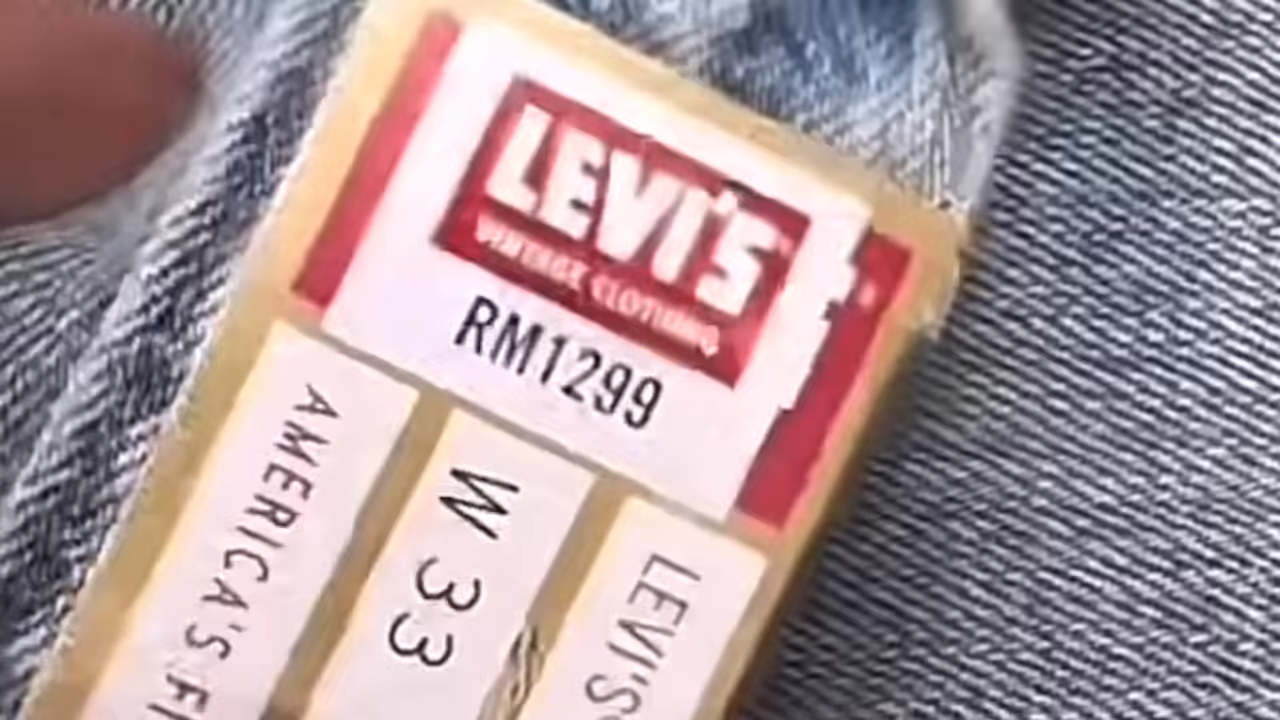 LEVI'S
VINTAGE CLOTHING
RM1299
AMERICA'S
W 33
LEVI'S